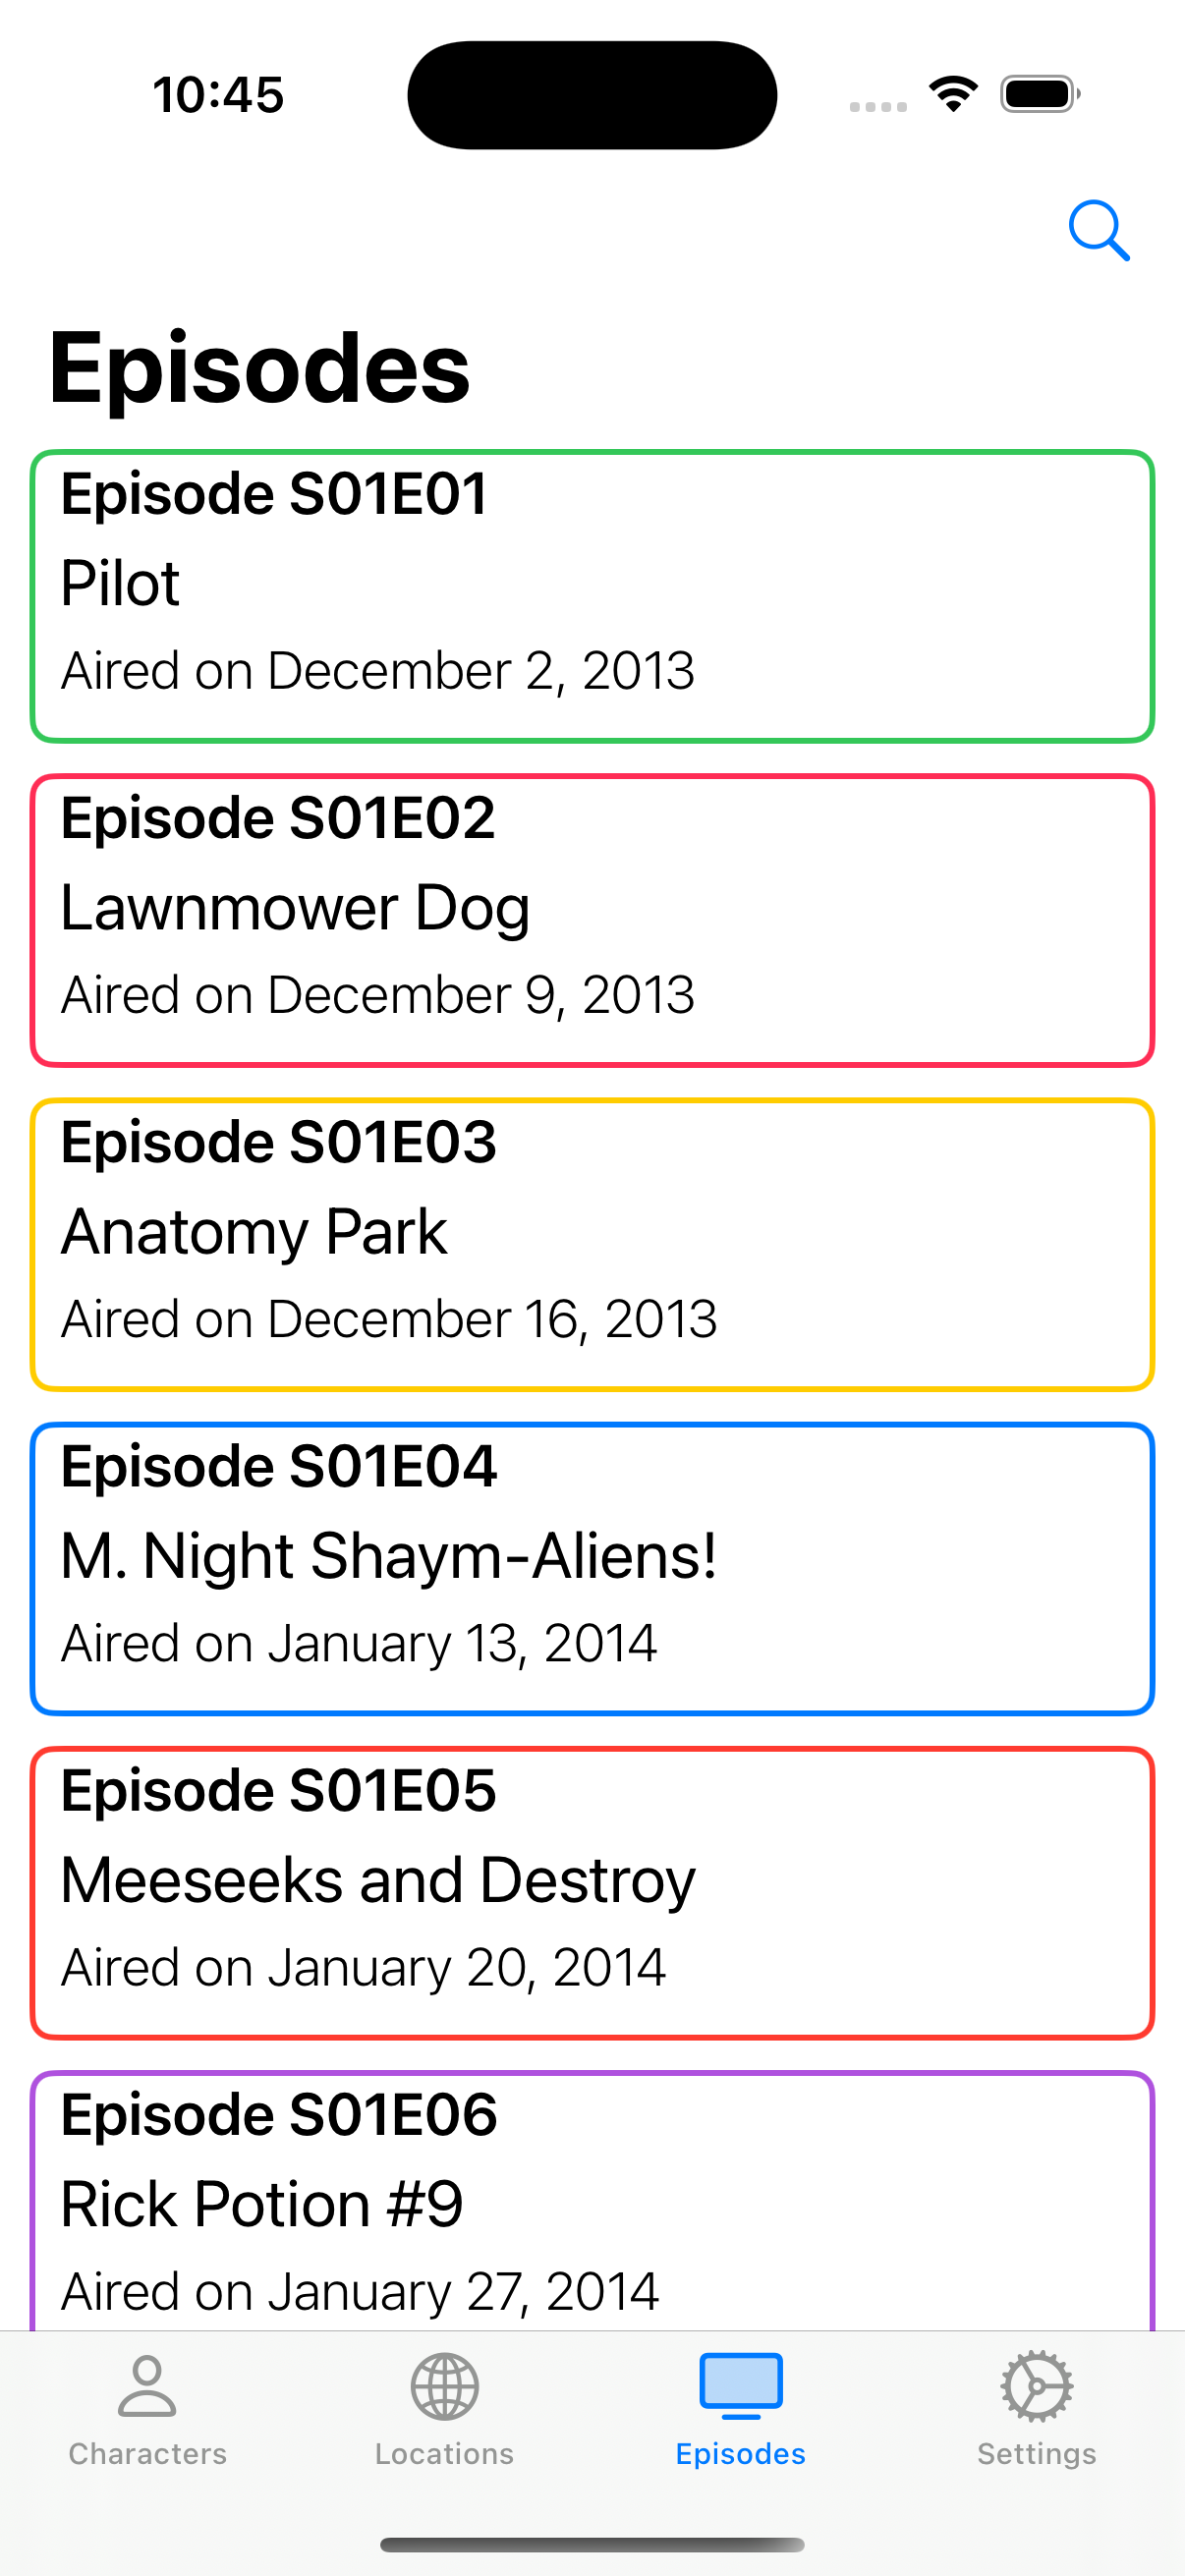 10:45
Episodes
Episode S01E01
Pilot
Aired on December 2, 2013
Episode S01E02
Lawnmower Dog
Aired on December 9, 2013
Episode S01E03
Anatomy Park
Aired on December 16, 2013
Episode S01E04
M. Night Shaym-Aliens!
Aired on January 13, 2014
Episode S01E05
Meeseeks and Destroy
Aired on January 20, 2014
Episode S01E06
Rick Potion #9
Aired on January 27, 2014
Characters Locations Episodes Settings